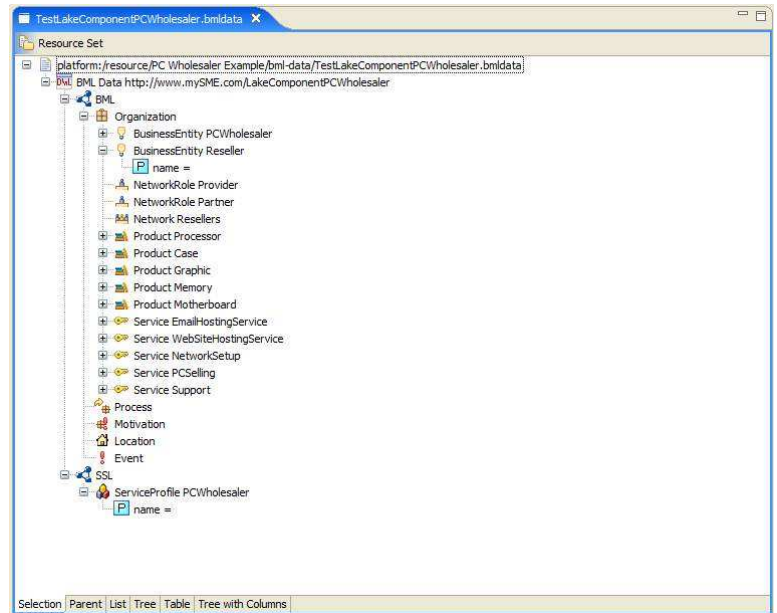 TestLakeComponentPCWholesaler.bmldata
Resource Set
platform:/resource/PC Wholesaler Example/bml-data/TestLakeComponentPCWholesaler.bmldata
BML Data http://www.mySME.com/LakeComponentPCWholesaler
BML
Organization
BusinessEntity PCWholesaler
BusinessEntity Reseller
P name =
NetworkRole Provider
NetworkRole Partner
Network Resellers
Product Processor
Product Case
Product Graphic
Product Memory
Product Motherboard
Service EmailHostingService
Service WebSiteHostingService
Service NetworkSetup
Service PCSelling
Service Support
Process
Motivation
Location
Event
SSL
ServiceProfile PCWholesaler
P name =
Selection Parent List Tree Table Tree with Columns